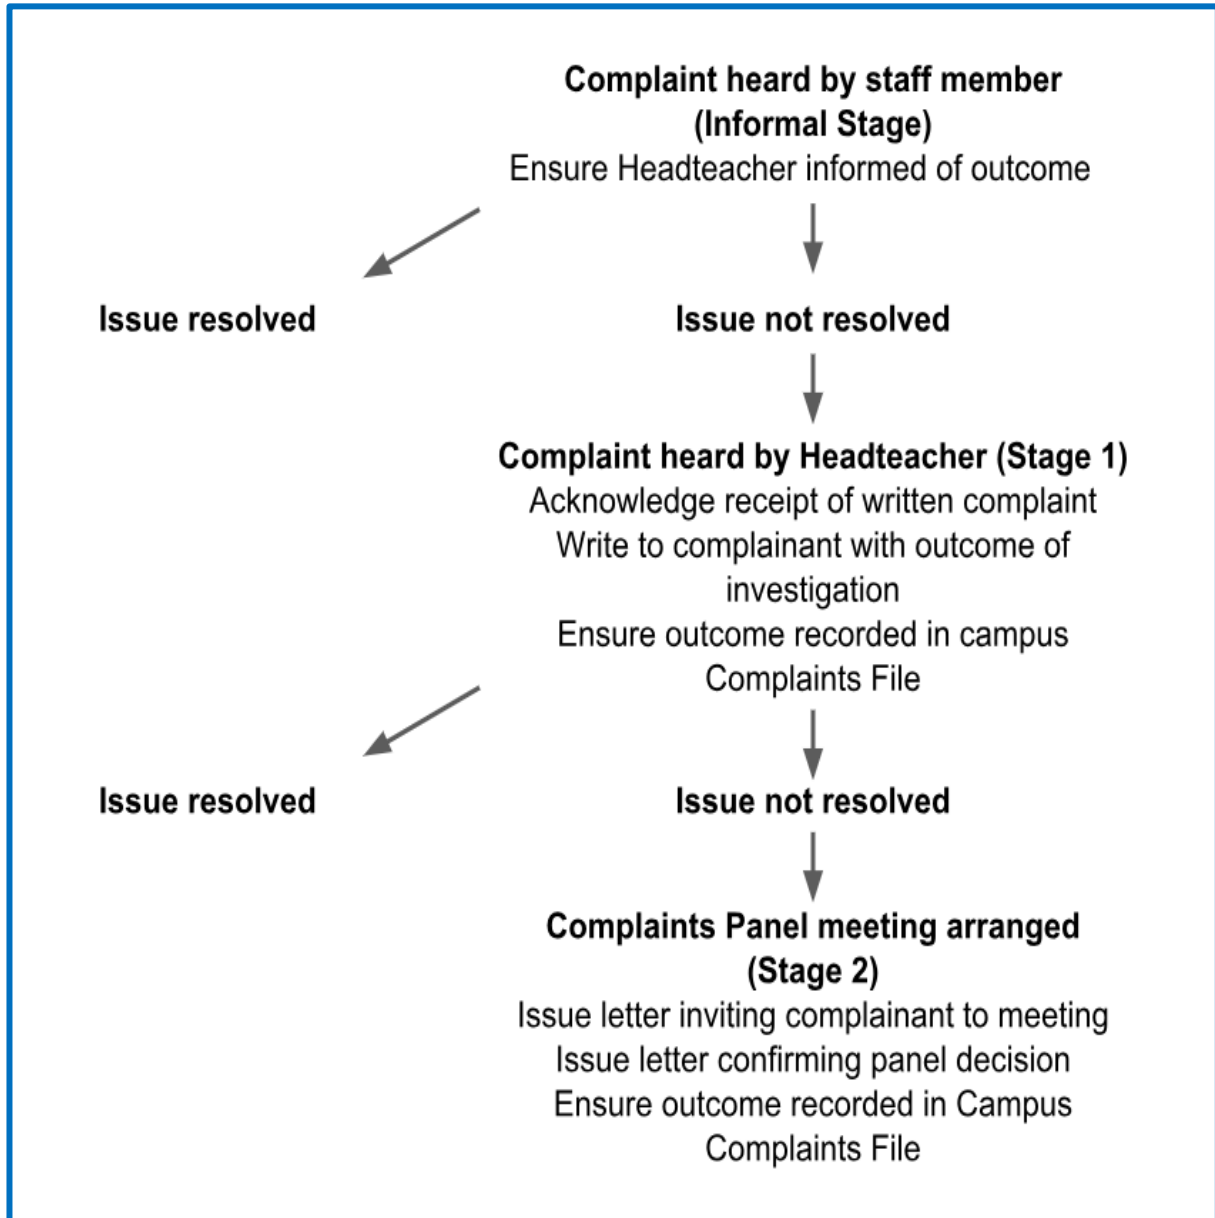 Complaint heard by staff member
(Informal Stage)
Ensure Headteacher informed of outcome
Issue resolved
Issue not resolved
Complaint heard by Headteacher (Stage 1)
Acknowledge receipt of written complaint
Write to complainant with outcome of
investigation
Ensure outcome recorded in campus
Complaints File
Issue resolved
Issue not resolved
Complaints Panel meeting arranged
(Stage 2)
Issue letter inviting complainant to meeting
Issue letter confirming panel decision
Ensure outcome recorded in Campus
Complaints File